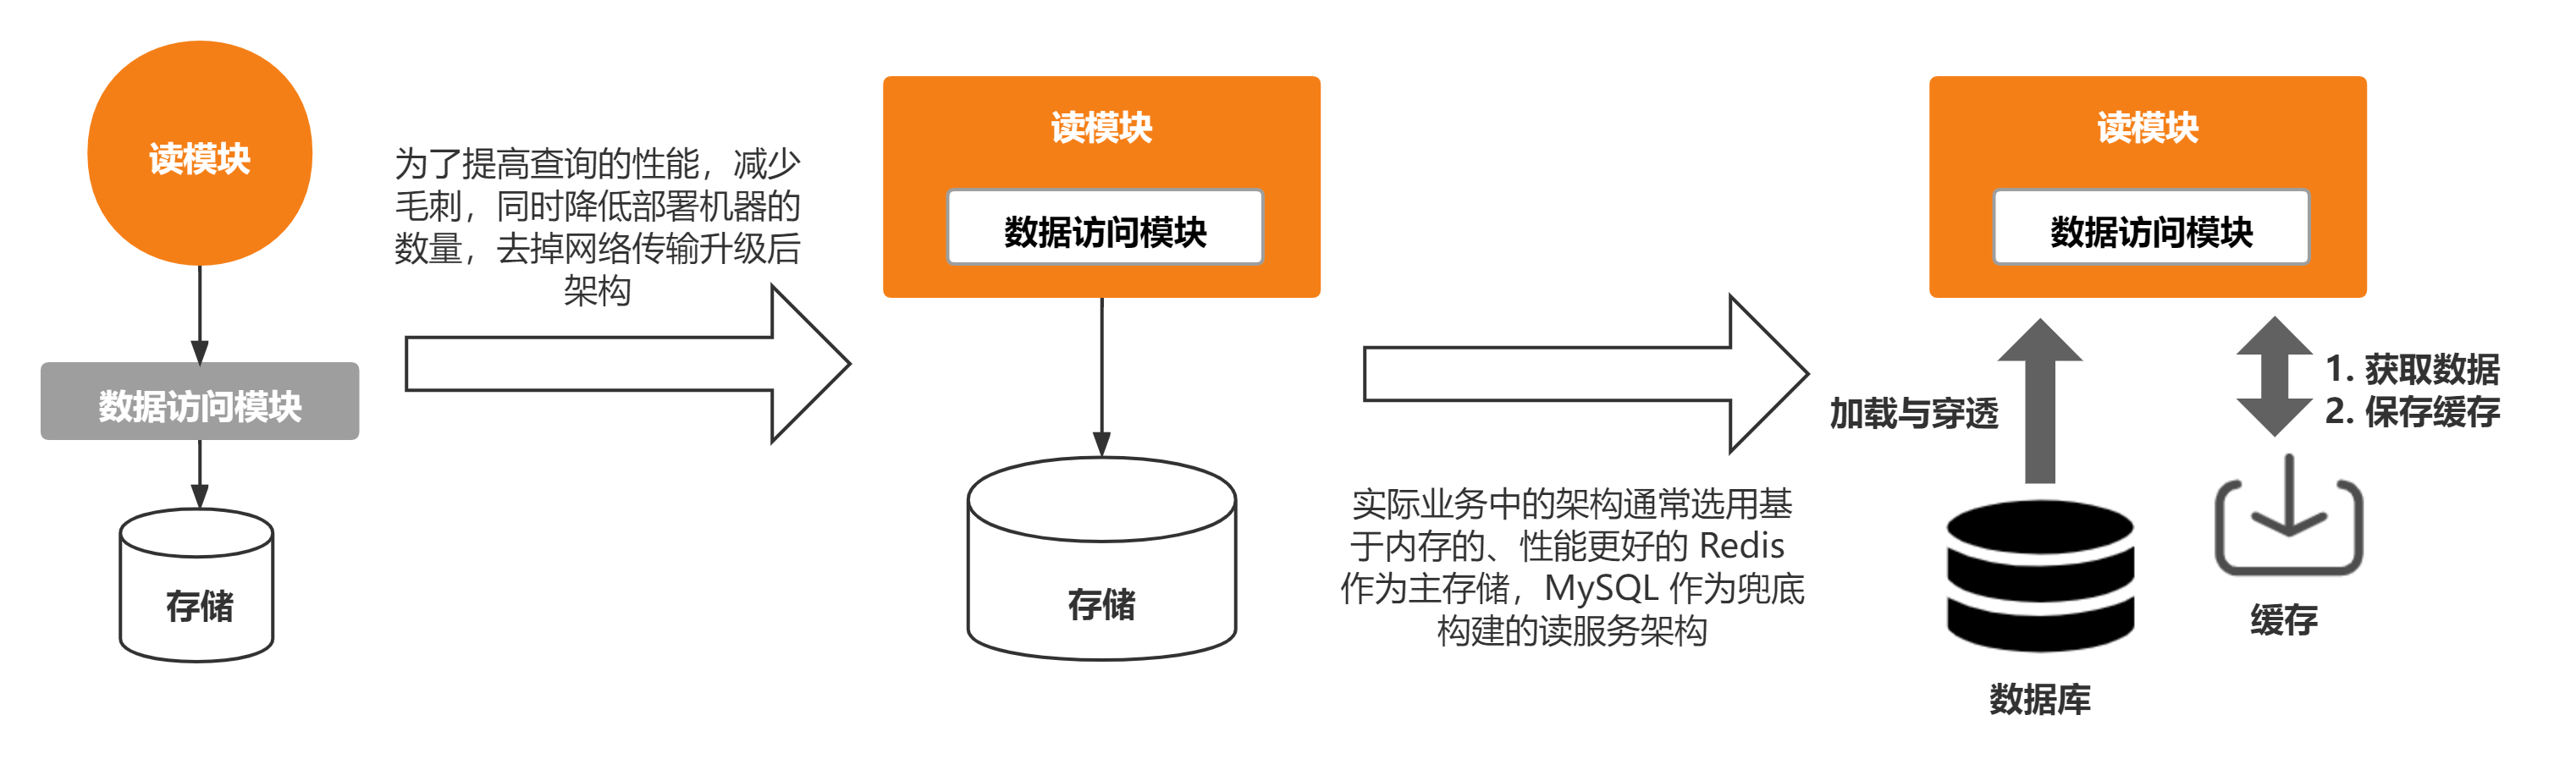 读模块
数据访问模块
存储
为了提高查询的性能，减少
毛刺，同时降低部署机器的
数量，去掉网络传输升级后
架构
读模块
数据访问模块
存储
实际业务中的架构通常选用基
于内存的、性能更好的 Redis
作为主存储，MySQL 作为兜底
构建的读服务架构
读模块
数据访问模块
加载与穿透
1. 获取数据
2. 保存缓存
数据库
缓存